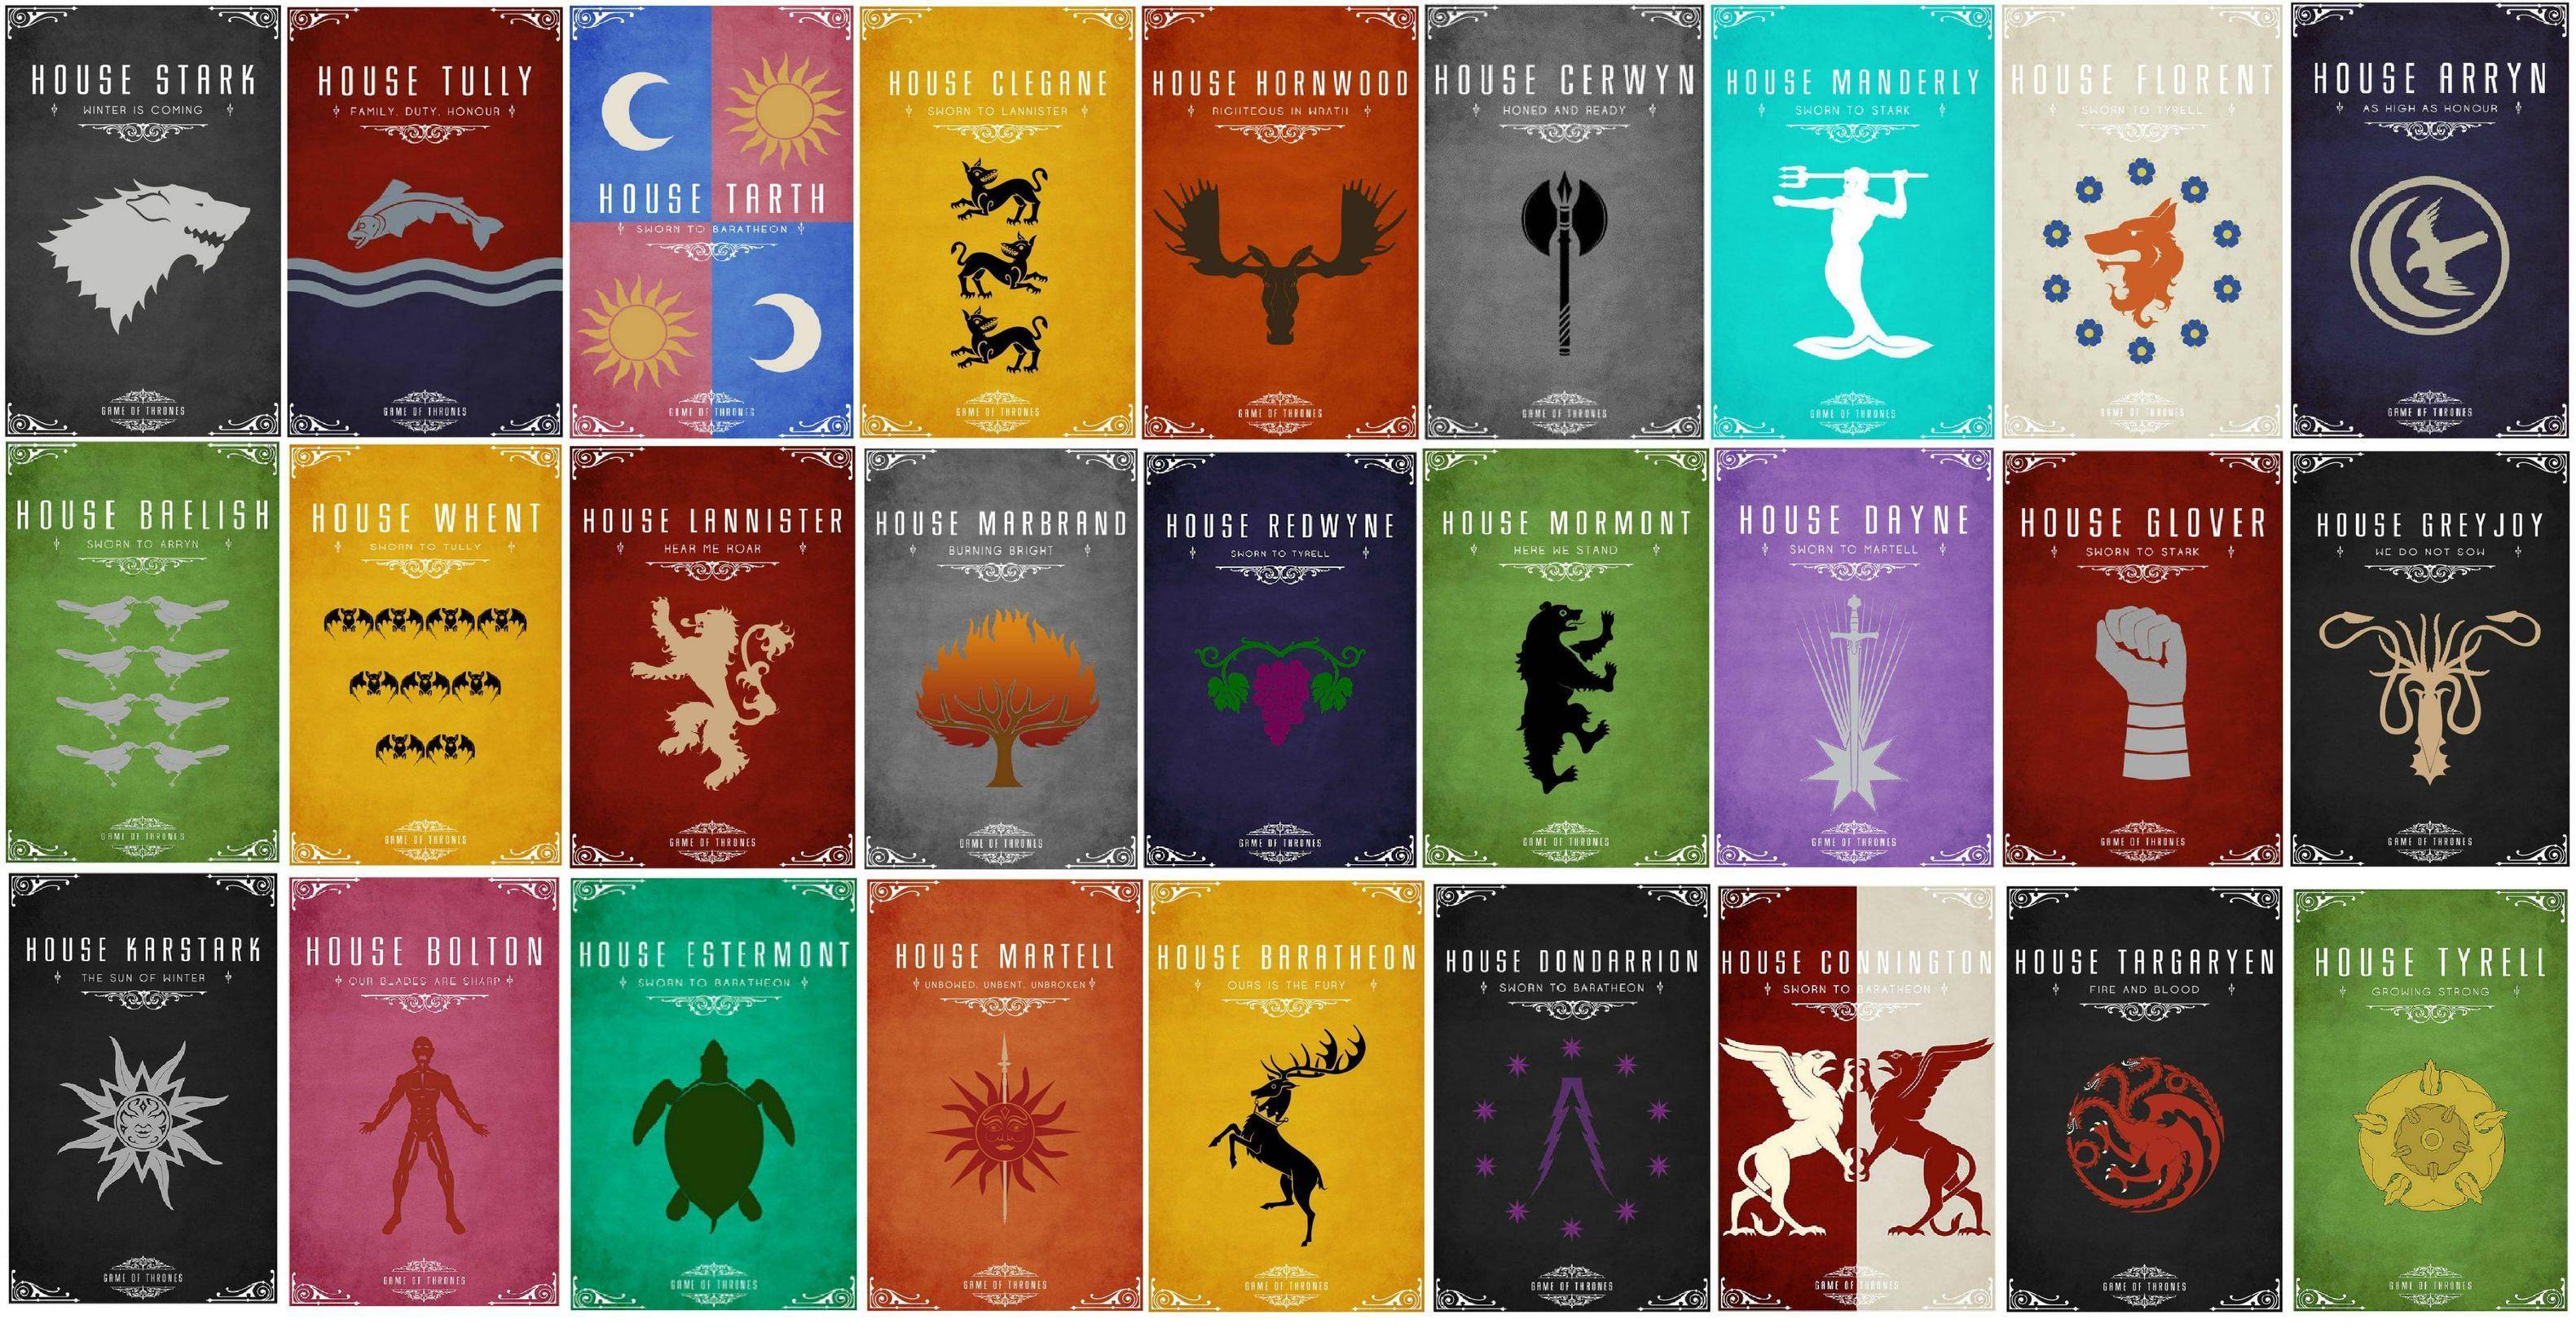 HOUSE STARK
WINTER IS COMING
GAME OF THRONES
HOUSE TULLY
FAMILY, DUTY, HONOUR
GAME OF THRONES
HOUSE TARTH
SWORN TO BARATHEON
GAME OF THRONES
HOUSE CLEGANE
SWORN TO LANNISTER
GAME OF THRONES
HOUSE HORNWOOD
RIGHTEOUS IN WRATH
GAME OF THRONES
HOUSE CERWYN
HONED AND READY
GAME OF THRONES
HOUSE MANDERLY
SWORN TO STARK
GAME OF THRONES
HOUSE FLORENT
SWORN TO TYRELL
GAME OF THRONES
HOUSE ARRYN
AS HIGH AS HONOUR
GAME OF THRONES
HOUSE BAELISH
SWORN TO ARRYN
GAME OF THRONES
HOUSE WHENT
SWORN TO TULLY
GAME OF THRONES
HOUSE LANNISTER
HEAR ME ROAR
GAME OF THRONES
HOUSE MARBRAND
BURNING BRIGHT
GAME OF THRONES
HOUSE REDWYNE
SWORN TO TYRELL
GAME OF THRONES
HOUSE MORMONT
HERE WE STAND
GAME OF THRONES
HOUSE DAYNE
SWORN TO MARTELL
GAME OF THRONES
HOUSE GLOVER
SWORN TO STARK
GAME OF THRONES
HOUSE GREYJOY
WE DO NOT SOW
GAME OF THRONES
HOUSE KARSTARK
THE SUN OF WINTER
GAME OF THRONES
HOUSE BOLTON
OUR BLADES ARE SHARP
GAME OF THRONES
HOUSE ESTERMONT
SWORN TO BARATHEON
GAME OF THRONES
HOUSE MARTELL
UNBOWED, UNBENT, UNBROKEN
GAME OF THRONES
HOUSE BARATHEON
OURS IS THE FURY
GAME OF THRONES
HOUSE DONDARRION
SWORN TO BARATHEON
GAME OF THRONES
HOUSE CONNINGTON
SWORN TO BARATHEON
GAME OF THRONES
HOUSE TARGARYEN
FIRE AND BLOOD
GAME OF THRONES
HOUSE TYRELL
GROWING STRONG
GAME OF THRONES